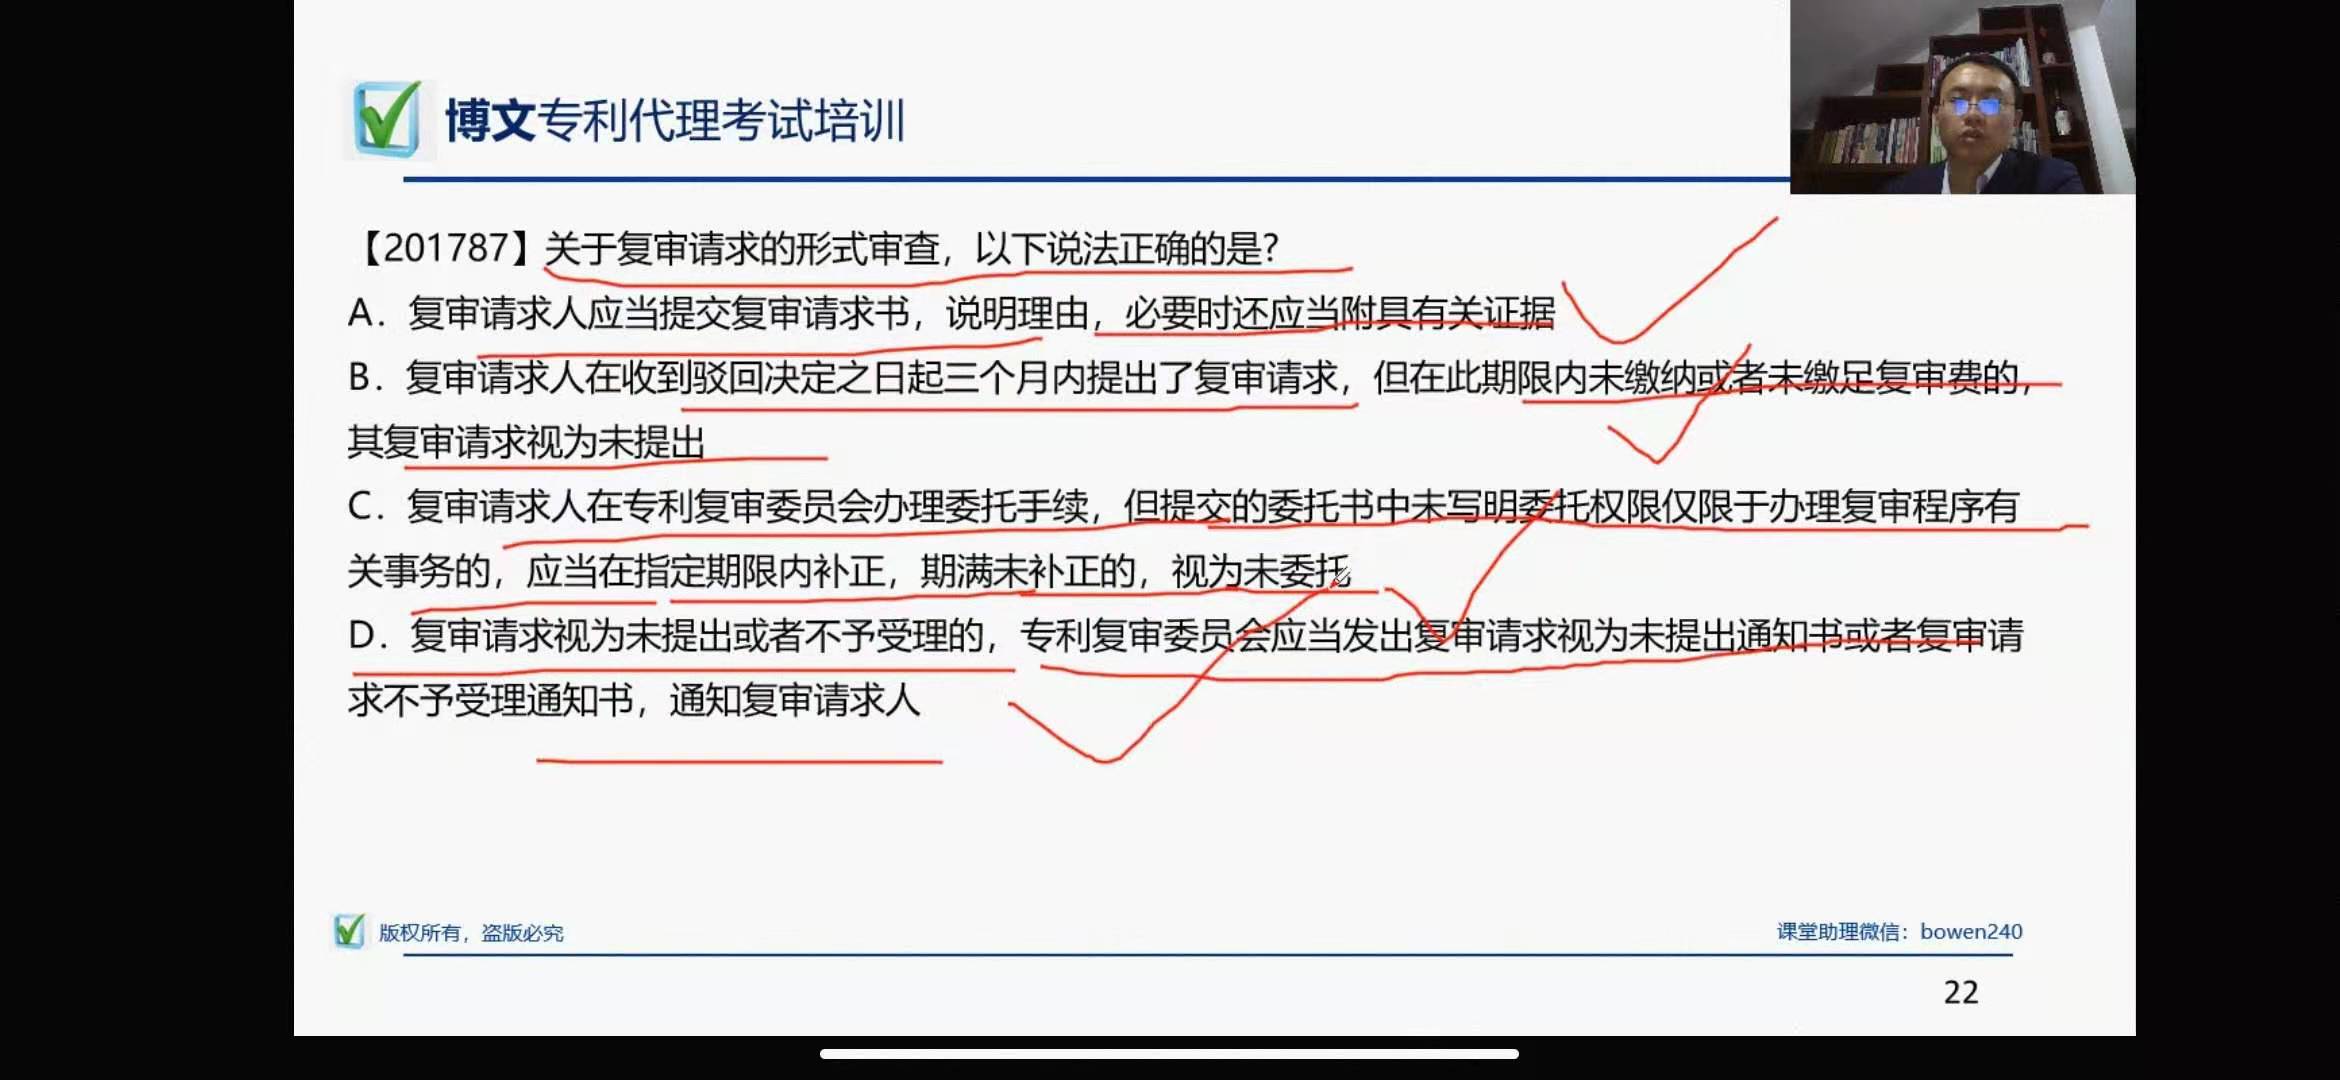 博文专利代理考试培训
【201787】关于复审请求的形式审查，以下说法正确的是?
A. 复审请求人应当提交复审请求书，说明理由，必要时还应当附具有关证据
B. 复审请求人在收到驳回决定之日起三个月内提出了复审请求，但在此期限内未缴纳或者未缴足复审费的，
其复审请求视为未提出
C. 复审请求人在专利复审委员会办理委托手续，但提交的委托书中未写明委托权限仅限于办理复审程序有
关事务的，应当在指定期限内补正，期满未补正的，视为未委托
D. 复审请求视为未提出或者不予受理的，专利复审委员会应当发出复审请求视为未提出通知书或者复审请
求不予受理通知书，通知复审请求人
版权所有，盗版必究
课堂助理微信：bowen240
22